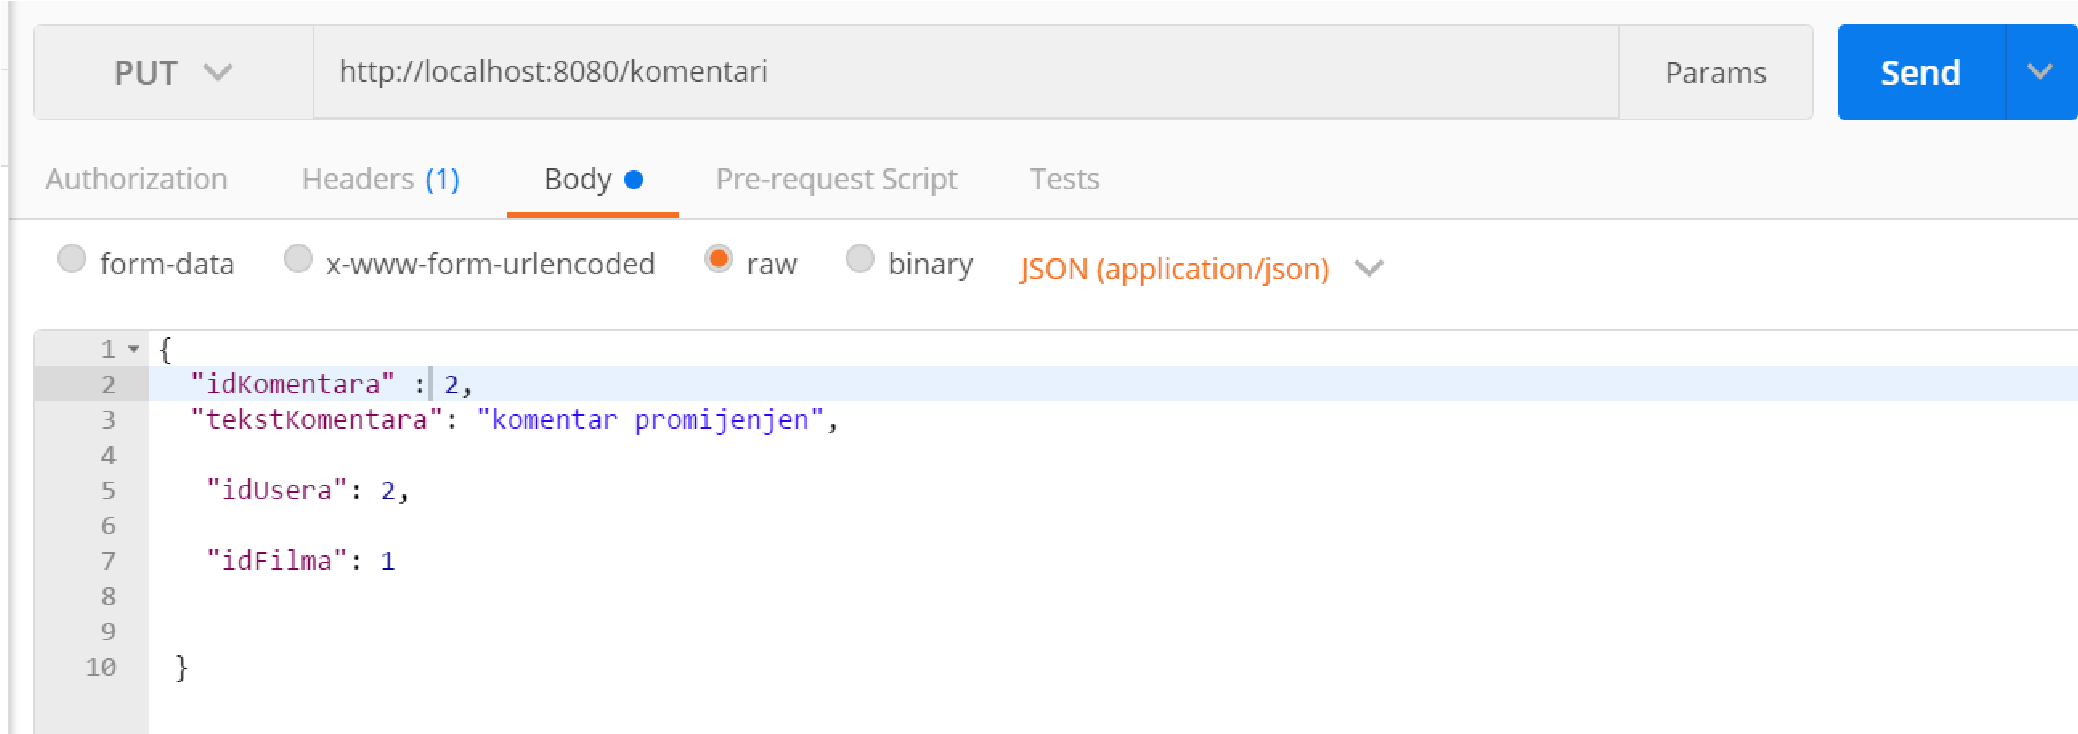 PUT http://localhost:8080/komentari Params Send
Authorization Headers (1) Body Pre-request Script Tests
form-data x-www-form-urlencoded raw binary JSON (application/json)
1 {
2 "idKomentara" : 2,
3 "tekstKomentara": "komentar promijenjen",
4
5 "idUsera": 2,
6
7 "idFilma": 1
8
9
10 }